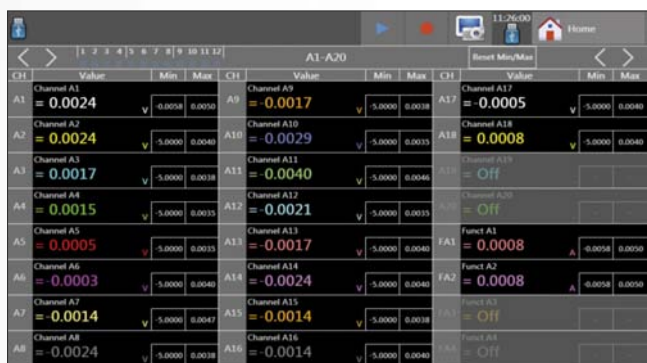 11:26:00
Home
1 2 3 4 5 6 7 8 9 10 11 12
A1-A20
Reset Min/Max
CH Value Min Max CH Value Min Max CH Value Min Max
Channel A1 Channel A9 Channel A17
A1 = 0.0024 V -0.0058 0.0050 A9 =-0.0017 V -5.0000 0.0038 A17 =-0.0005 V -5.0000 0.0040
Channel A2 Channel A10 Channel A18
A2 = 0.0024 V -5.0000 0.0040 A10 =-0.0029 V -5.0000 0.0035 A18 = 0.0008 V -5.0000 0.0040
Channel A3 Channel A11 Channel A19
A3 = 0.0017 V -5.0000 0.0038 A11 =-0.0040 V -5.0000 0.0046 A19 = Off
Channel A4 Channel A12 Channel A20
A4 = 0.0015 V -5.0000 0.0035 A12 =-0.0021 V -5.0000 0.0035 A20 = Off
Channel A5 Channel A13 Funct A1
A5 = 0.0005 V -5.0000 0.0035 A13 =-0.0017 V -5.0000 0.0040 FA1 = 0.0008 A -0.0058 0.0050
Channel A6 Channel A14 Funct A2
A6 =-0.0003 V -5.0000 0.0040 A14 =-0.0024 V -5.0000 0.0040 FA2 = 0.0008 A -0.0058 0.0050
Channel A7 Channel A15 Funct A3
A7 =-0.0014 V -5.0000 0.0047 A15 =-0.0014 V -5.0000 0.0038 FA3 = Off
Channel A8 Channel A16 Funct A4
A8 =-0.0024 V -5.0000 0.0038 A16 =-0.0014 V -5.0000 0.0040 FA4 = Off